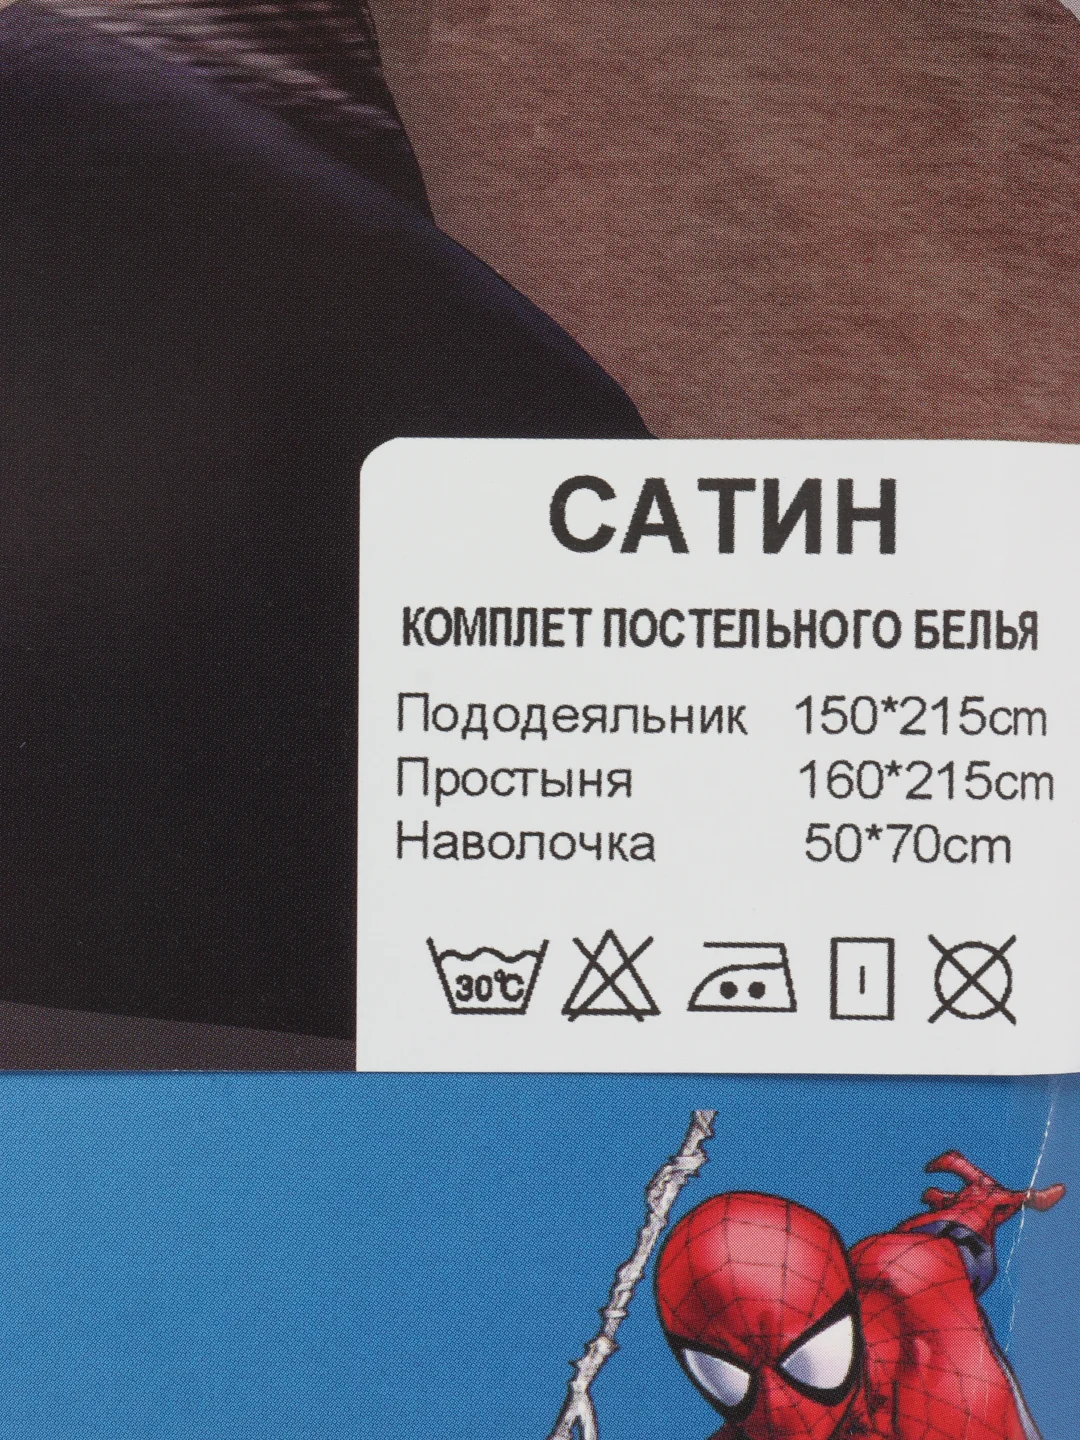 САТИН
КОМПЛЕТ ПОСТЕЛЬНОГО БЕЛЬЯ
Пододеяльник 150*215cm
Простыня 160*215cm
Наволочка 50*70cm
30°C